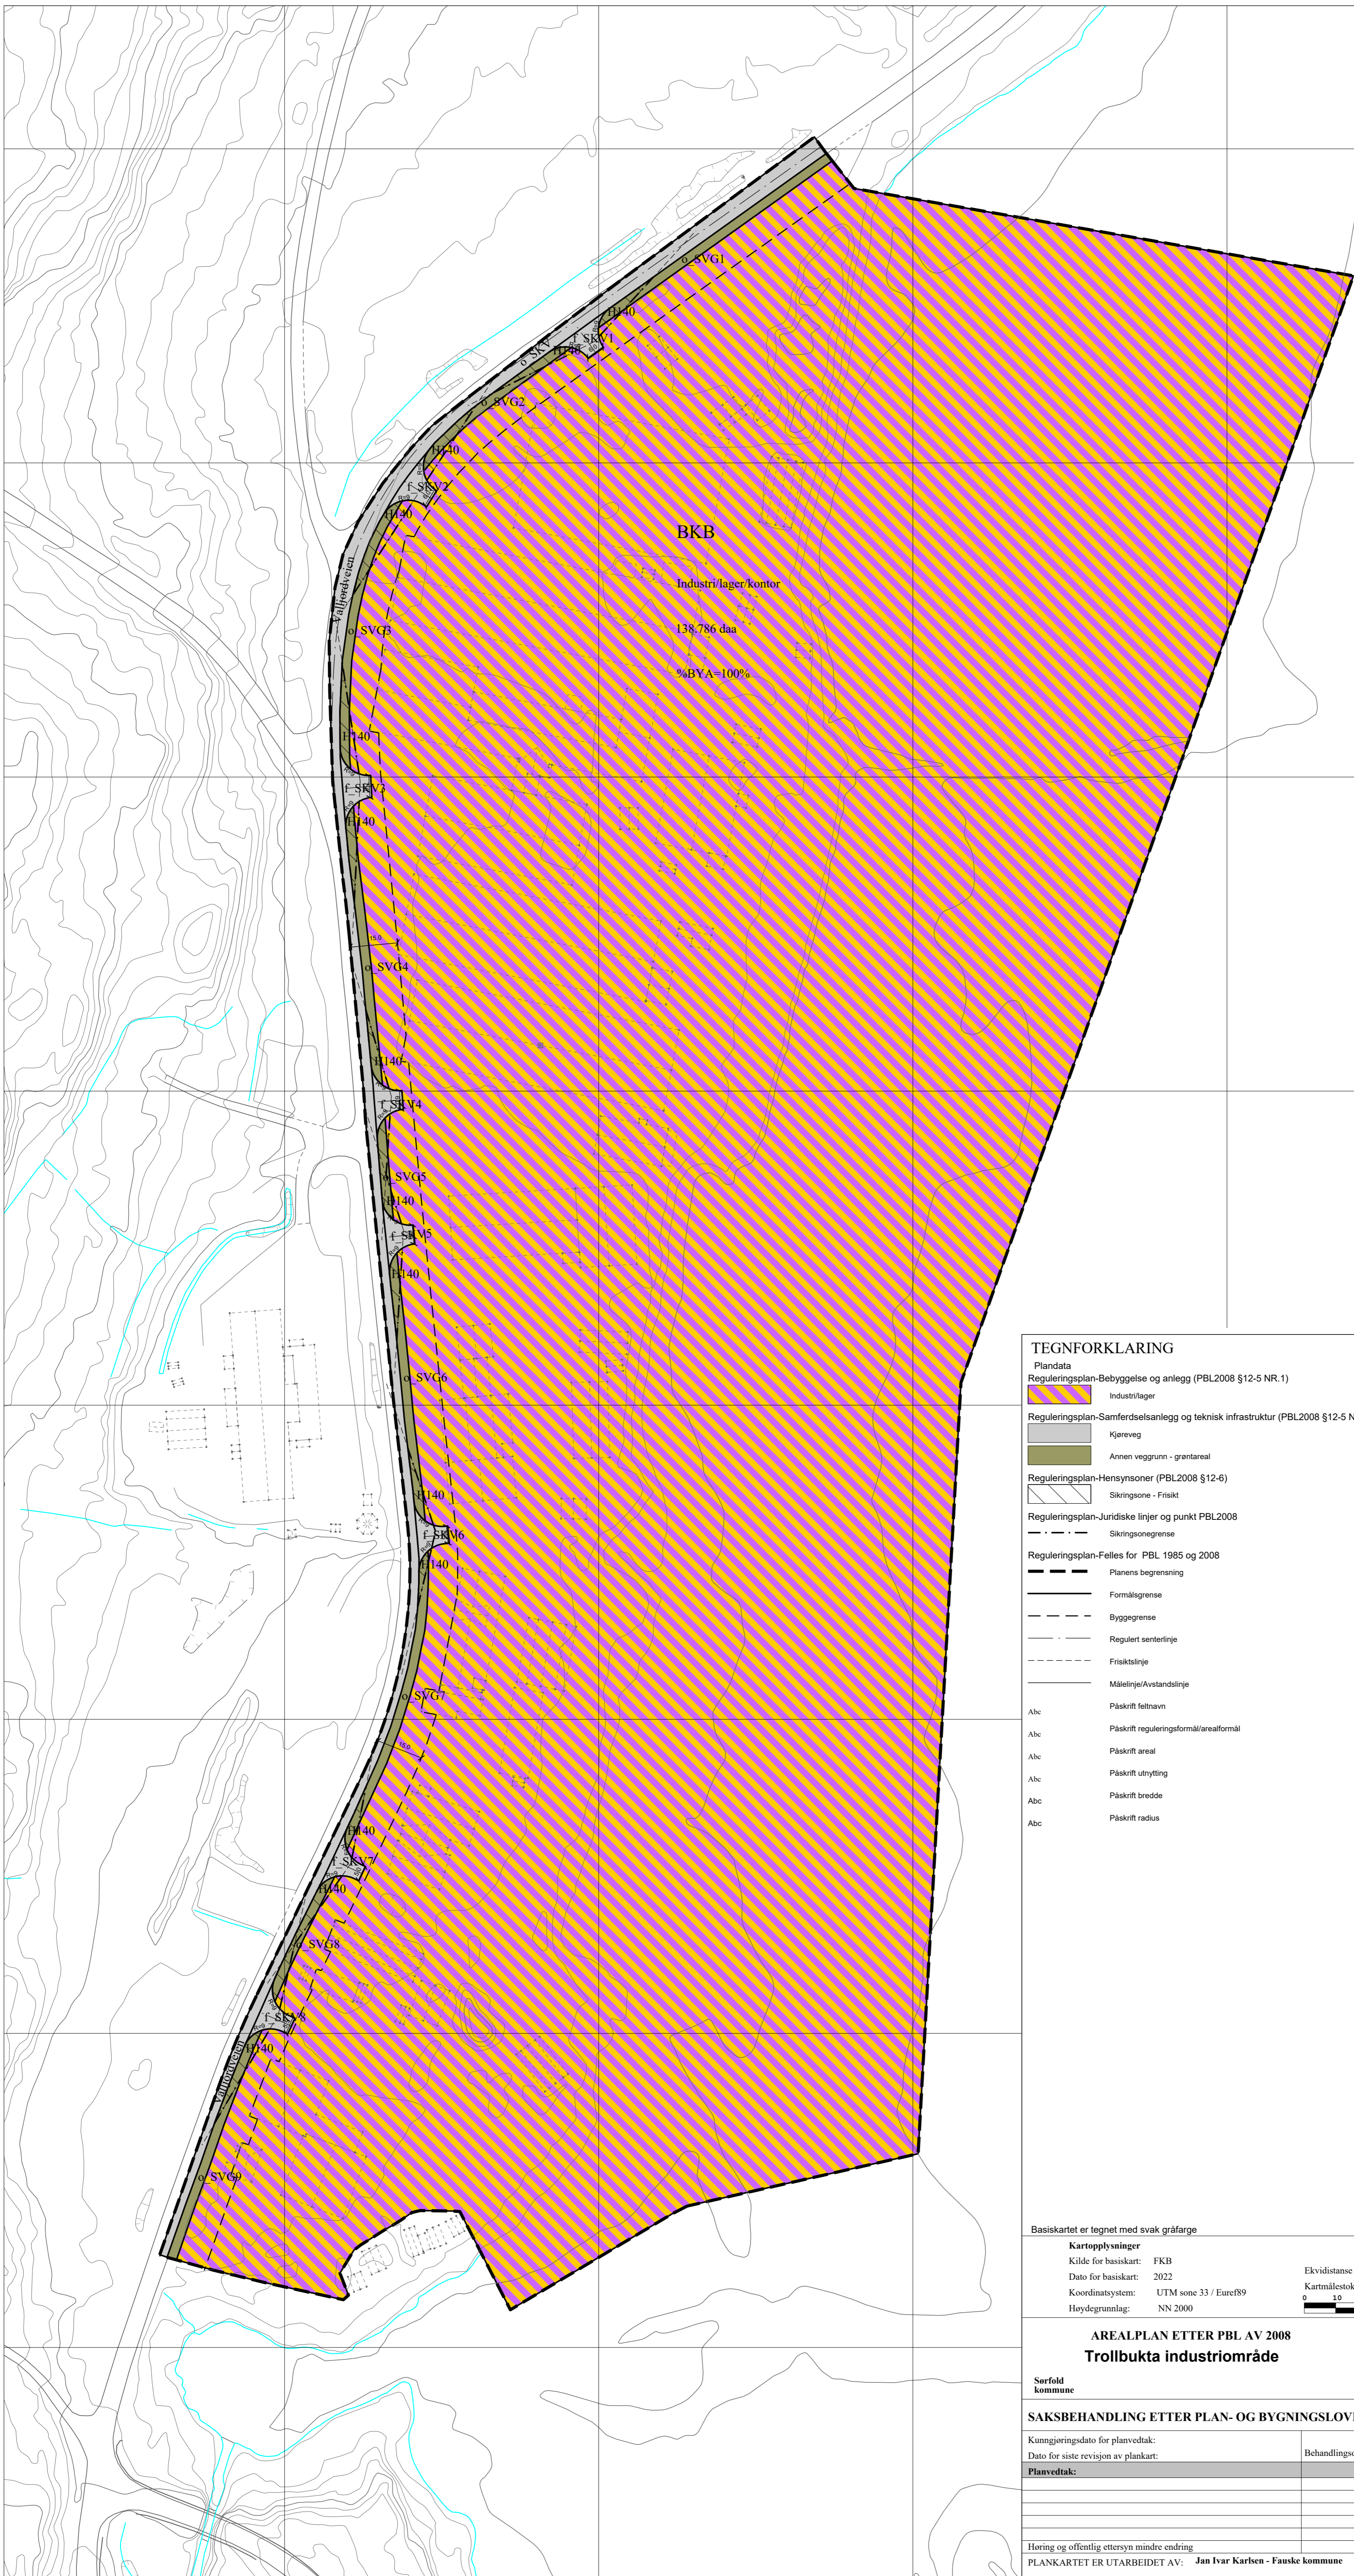 o_SVG1
H140
f_SKV1
o_SKV
H140
o_SVG2
H140
f_SKV2
H140
BKB
Industri/lager/kontor
138.786 daa
%BYA=100%
Valljordveien
o_SVG3
H140
f_SKV3
H140
15.0
o_SVG4
H140
f_SKV4
o_SVG5
H140
f_SKV5
H140
o_SVG6
H140
f_SKV6
H140
o_SVG7
15.0
H140
f_SKV7
H140
o_SVG8
f_SKV8
H140
Valljordveien
o_SVG9
TEGNFORKLARING
Plandata
Reguleringsplan-Bebyggelse og anlegg (PBL2008 §12-5 NR.1)
Industri/lager
Reguleringsplan-Samferdselsanlegg og teknisk infrastruktur (PBL2008 §12-5 N
Kjøreveg
Annen veggrunn - grøntareal
Reguleringsplan-Hensynsoner (PBL2008 §12-6)
Sikringsone - Frisikt
Reguleringsplan-Juridiske linjer og punkt PBL2008
Sikringsonegrense
Reguleringsplan-Felles for PBL 1985 og 2008
Planens begrensning
Formålsgrense
Byggegrense
Regulert senterlinje
Frisiktslinje
Målelinje/Avstandslinje
Abc Påskrift feltnavn
Abc Påskrift reguleringsformål/arealformål
Abc Påskrift areal
Abc Påskrift utnytting
Abc Påskrift bredde
Abc Påskrift radius
Basiskartet er tegnet med svak gråfarge
Kartopplysninger
Kilde for basiskart: FKB
Dato for basiskart: 2022
Koordinatsystem: UTM sone 33 / Euref89
Høydegrunnlag: NN 2000
Ekvidistanse
Kartmålestok
0 10
AREALPLAN ETTER PBL AV 2008
Trollbukta industriområde
Sørfold
kommune
SAKSBEHANDLING ETTER PLAN- OG BYGNINGSLOV
Kunngjøringsdato for planvedtak:
Dato for siste revisjon av plankart:
Behandlingso
Planvedtak:
Høring og offentlig ettersyn mindre endring
PLANKARTET ER UTARBEIDET AV: Jan Ivar Karlsen - Fauske kommune